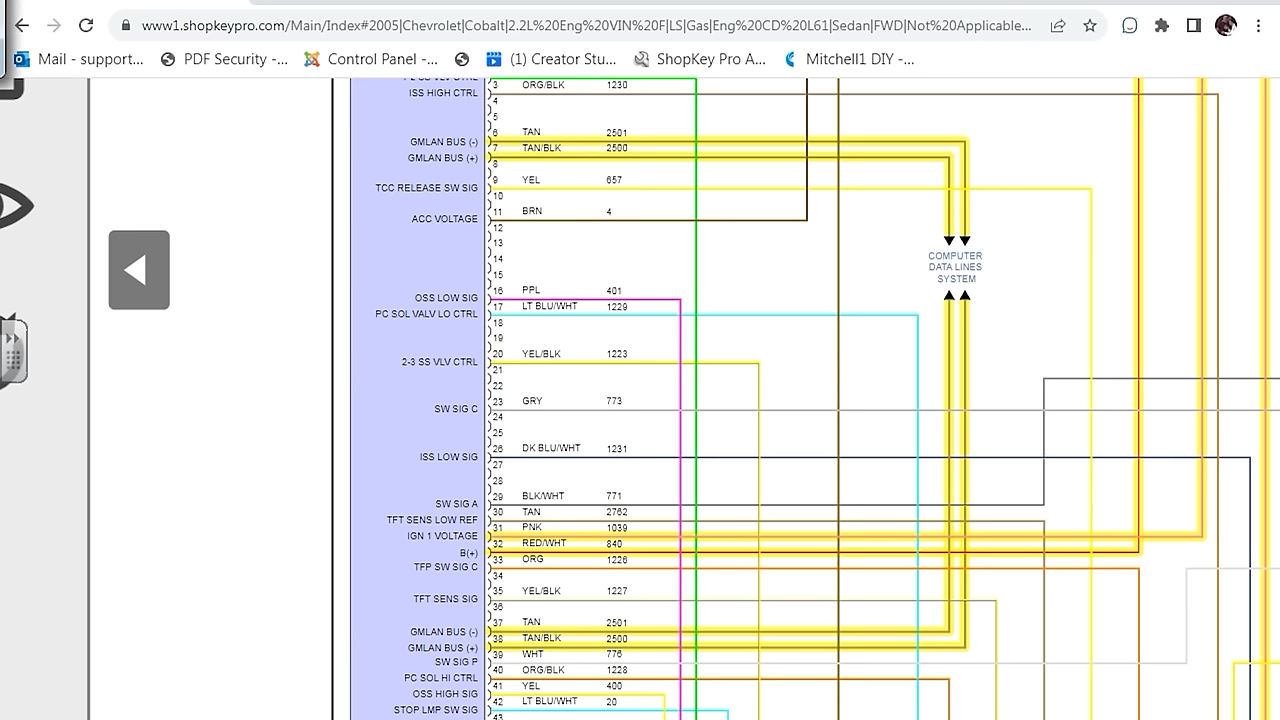 www1.shopkeypro.com/Main/Index#2005|Chevrolet|Cobalt|2.2L%20Eng%20VIN%20F|LS|Gas|Eng%20CD%20L61|Sedan|FWD|Not%20Applicable...
Mail - support... PDF Security -... Control Panel -... (1) Creator Stu... ShopKey Pro A... Mitchell1 DIY -...
3 ORG/BLK 1230
ISS HIGH CTRL
4
5
6 TAN 2501
GMLAN BUS (-)
7 TAN/BLK 2500
GMLAN BUS (+)
8
9 YEL 657
TCC RELEASE SW SIG
10
11 BRN 4
ACC VOLTAGE
12
13
14
15
COMPUTER
DATA LINES
SYSTEM
16 PPL 401
OSS LOW SIG
17 LT BLU/WHT 1229
PC SOL VALV LO CTRL
18
19
20 YEL/BLK 1223
2-3 SS VLV CTRL
21
22
23 GRY 773
SW SIG C
24
25
26 DK BLU/WHT 1231
ISS LOW SIG
27
28
29 BLK/WHT 771
SW SIG A
30 TAN 2762
TFT SENS LOW REF
31 PNK 1039
IGN 1 VOLTAGE
32 RED/WHT 840
B(+)
33 ORG 1226
TFP SW SIG C
34
35 YEL/BLK 1227
TFT SENS SIG
36
37 TAN 2501
GMLAN BUS (-)
38 TAN/BLK 2500
GMLAN BUS (+)
39 WHT 776
SW SIG P
40 ORG/BLK 1228
PC SOL HI CTRL
41 YEL 400
OSS HIGH SIG
42 LT BLU/WHT 20
STOP LMP SW SIG
43